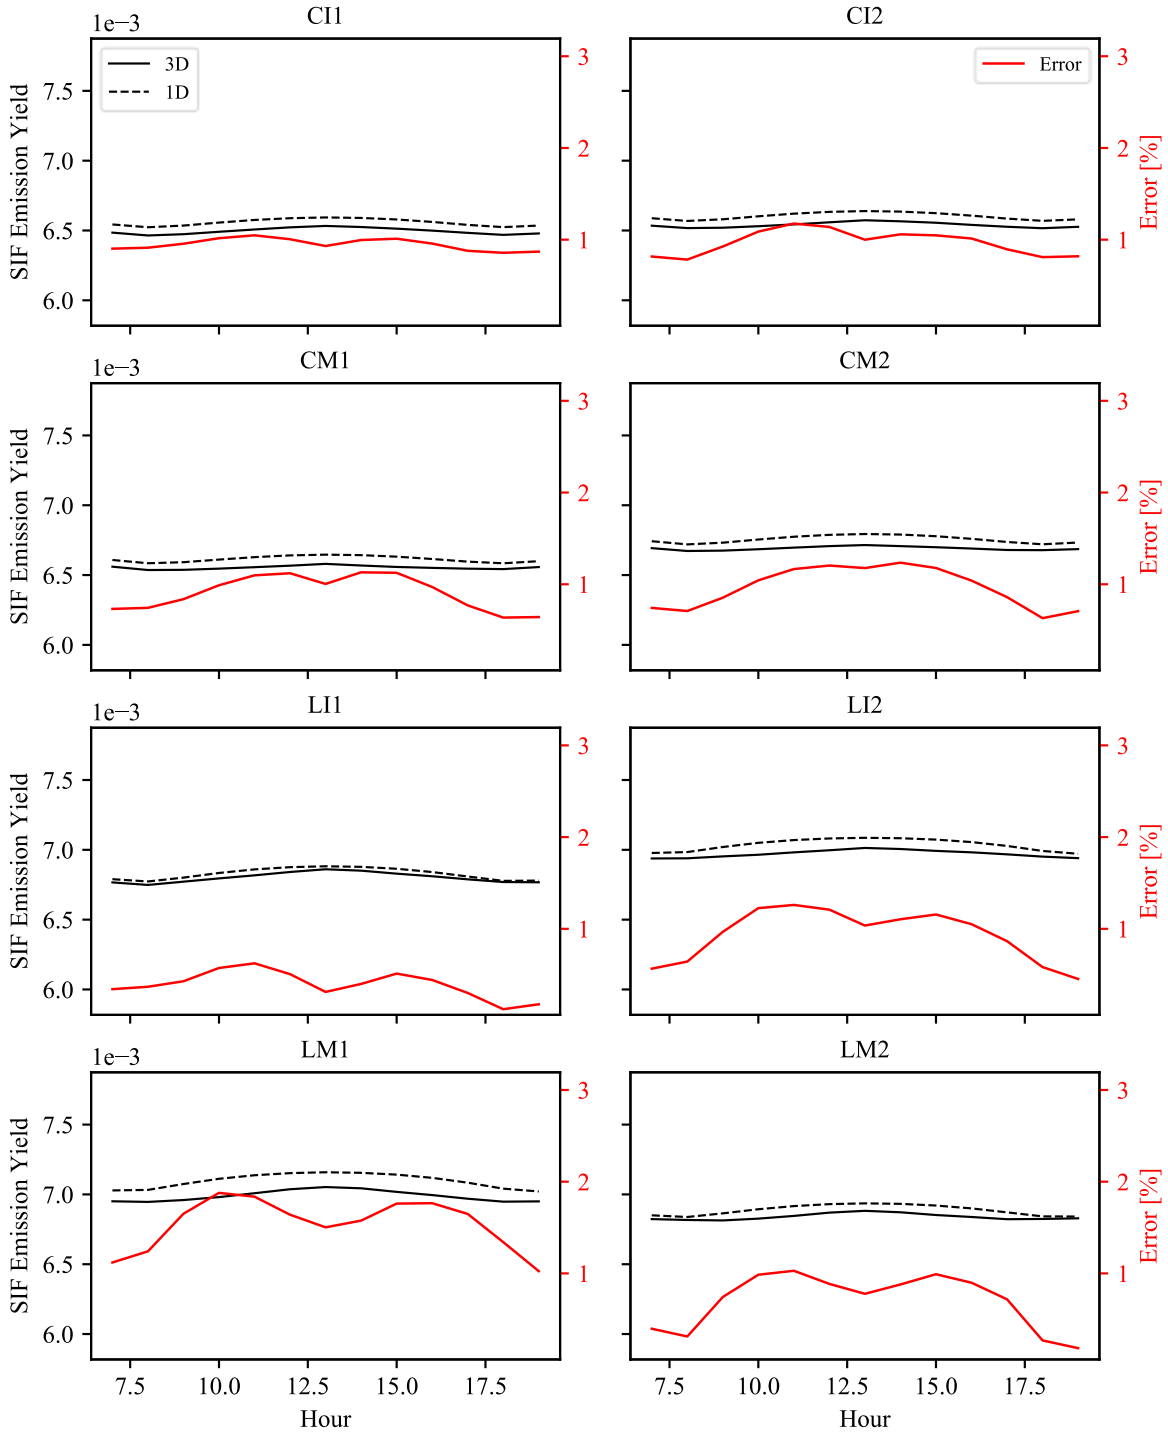 CI1
CI2
1e−3
3D
1D
Error
7.5
7.0
6.5
6.0
SIF Emission Yield
3
2
1
3
2
1
Error [%]
CM1
CM2
1e−3
7.5
7.0
6.5
6.0
SIF Emission Yield
3
2
1
3
2
1
Error [%]
LI1
LI2
1e−3
7.5
7.0
6.5
6.0
SIF Emission Yield
3
2
1
3
2
1
Error [%]
LM1
LM2
1e−3
7.5
7.0
6.5
6.0
SIF Emission Yield
3
2
1
3
2
1
Error [%]
7.5 10.0 12.5 15.0 17.5
7.5 10.0 12.5 15.0 17.5
Hour
Hour